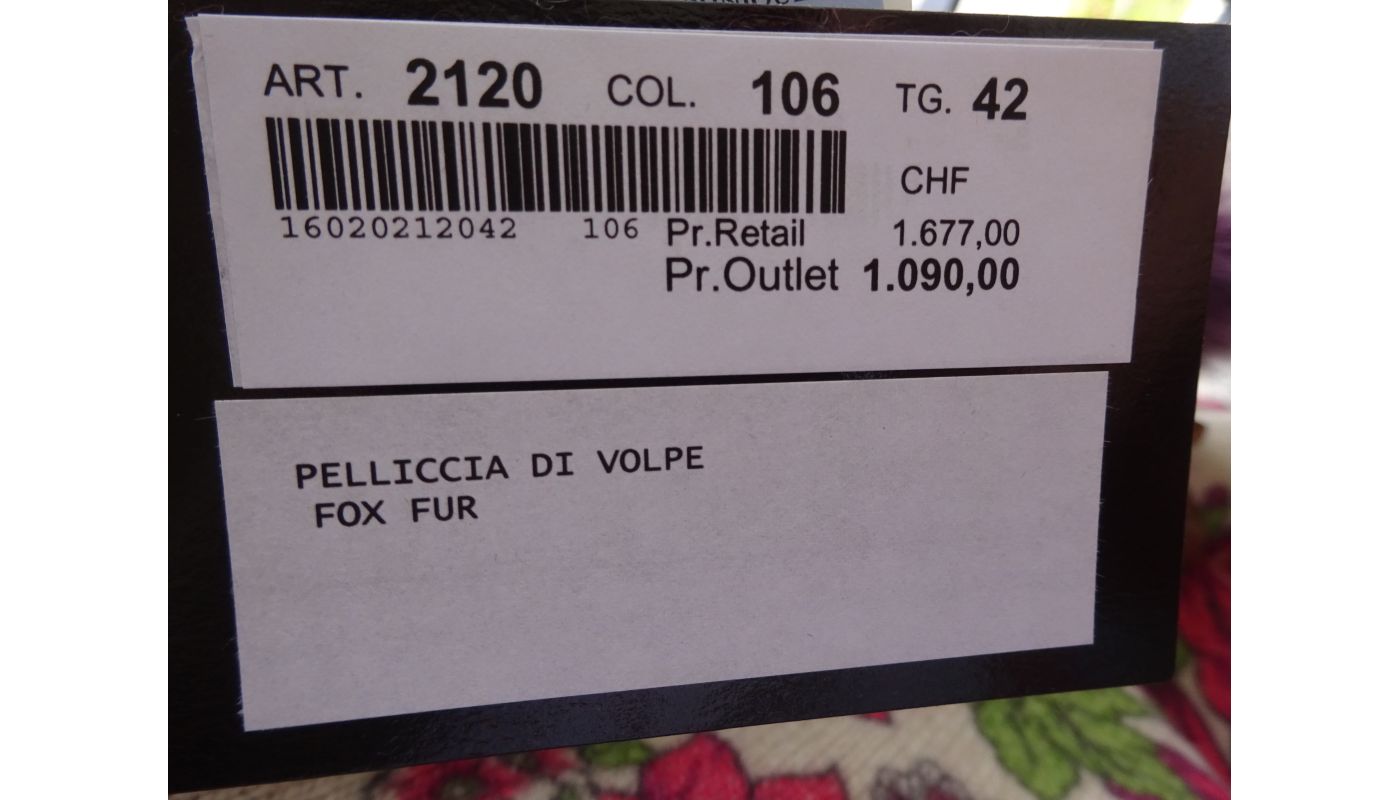 ART. 2120 COL. 106 TG. 42
CHF
16020212042 106 Pr.Retail 1.677,00
Pr.Outlet 1.090,00
PELLICCIA DI VOLPE
FOX FUR